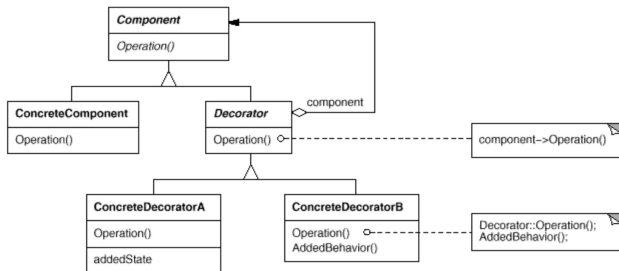 Component
Operation()
component
ConcreteComponent
Operation()
Decorator
Operation()
component->Operation()
ConcreteDecoratorA
Operation()
addedState
ConcreteDecoratorB
Operation()
AddedBehavior()
Decorator::Operation();
AddedBehavior();